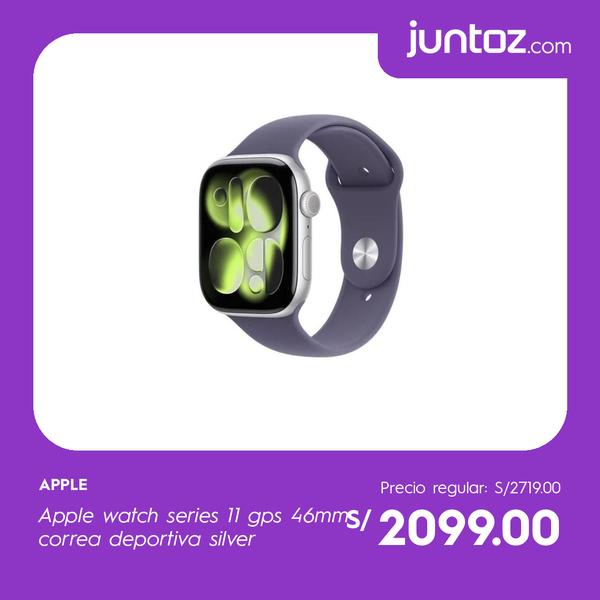 juntoz.com
APPLE
Precio regular: S/2719.00
Apple watch series 11 gps 46mm
correa deportiva silver
S/ 2099.00